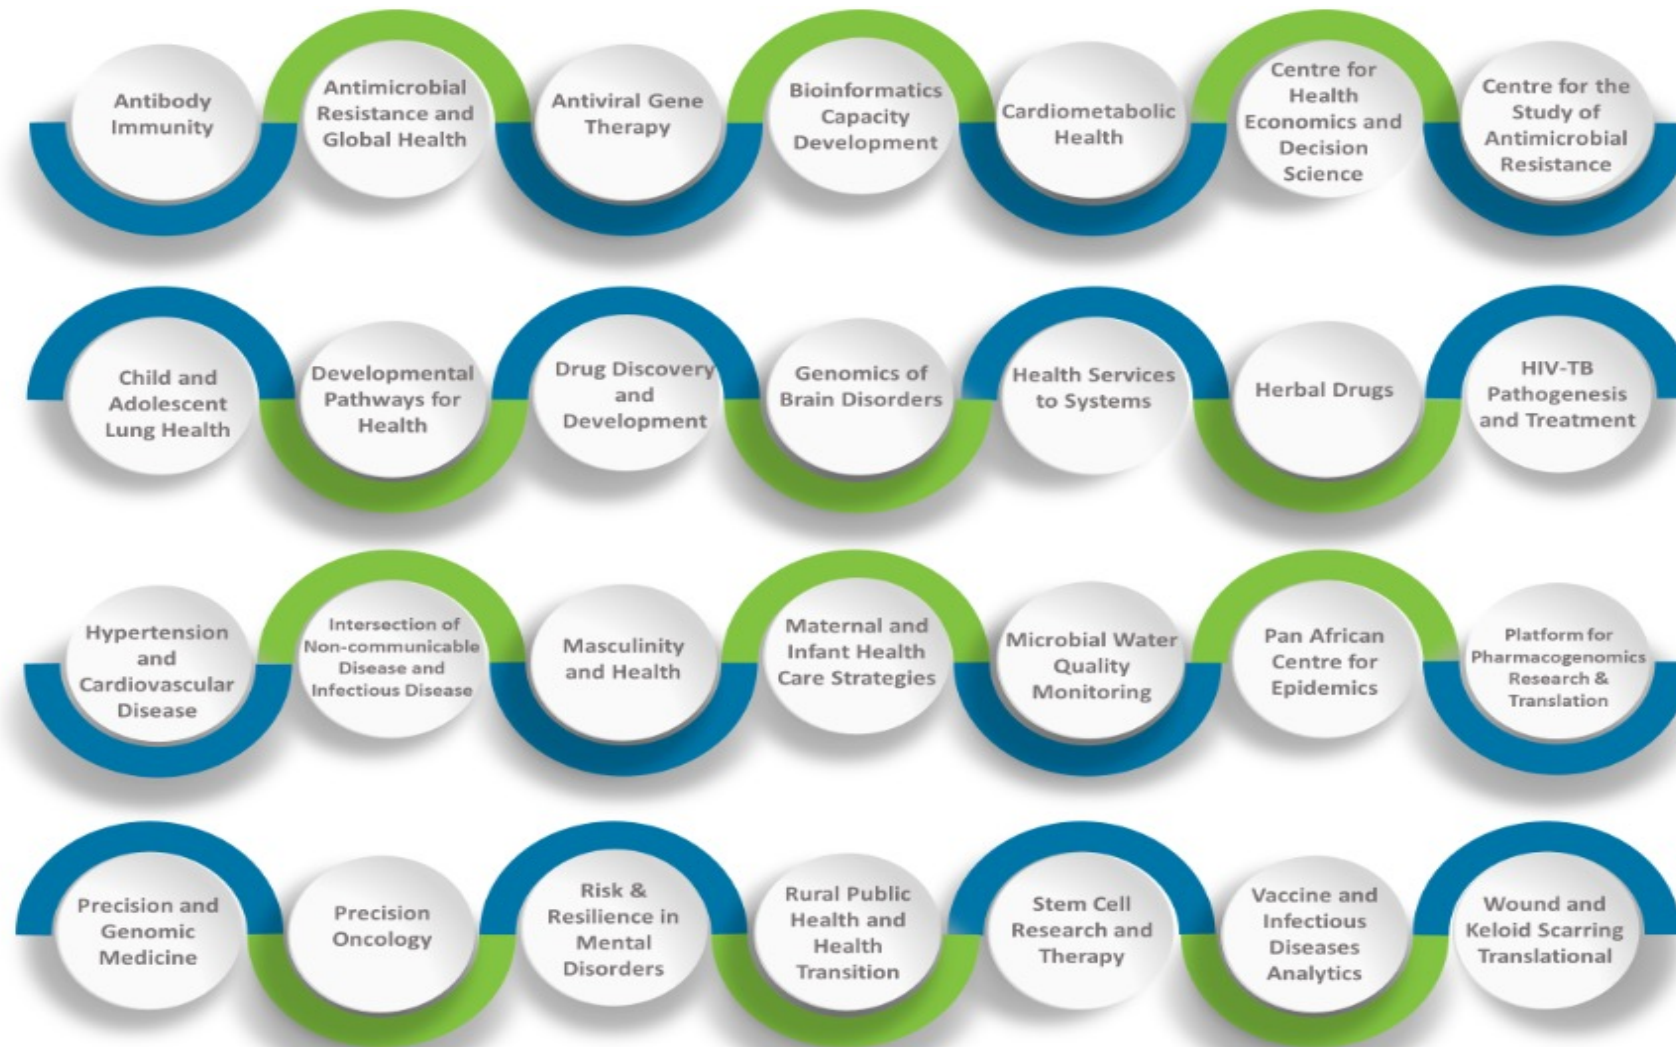 Antibody
Immunity
Antimicrobial
Resistance and
Global Health
Antiviral Gene
Therapy
Bioinformatics
Capacity
Development
Cardiometabolic
Health
Centre for
Health
Economics and
Decision
Science
Centre for the
Study of
Antimicrobial
Resistance
Child and
Adolescent
Lung Health
Developmental
Pathways for
Health
Drug Discovery
and
Development
Genomics of
Brain Disorders
Health Services
to Systems
Herbal Drugs
HIV-TB
Pathogenesis
and Treatment
Hypertension
and
Cardiovascular
Disease
Intersection of
Non-communicable
Disease and
Infectious Disease
Masculinity
and Health
Maternal and
Infant Health
Care Strategies
Microbial Water
Quality
Monitoring
Pan African
Centre for
Epidemics
Platform for
Pharmacogenomics
Research &
Translation
Precision and
Genomic
Medicine
Precision
Oncology
Risk &
Resilience in
Mental
Disorders
Rural Public
Health and
Health
Transition
Stem Cell
Research and
Therapy
Vaccine and
Infectious
Diseases
Analytics
Wound and
Keloid Scarring
Translational